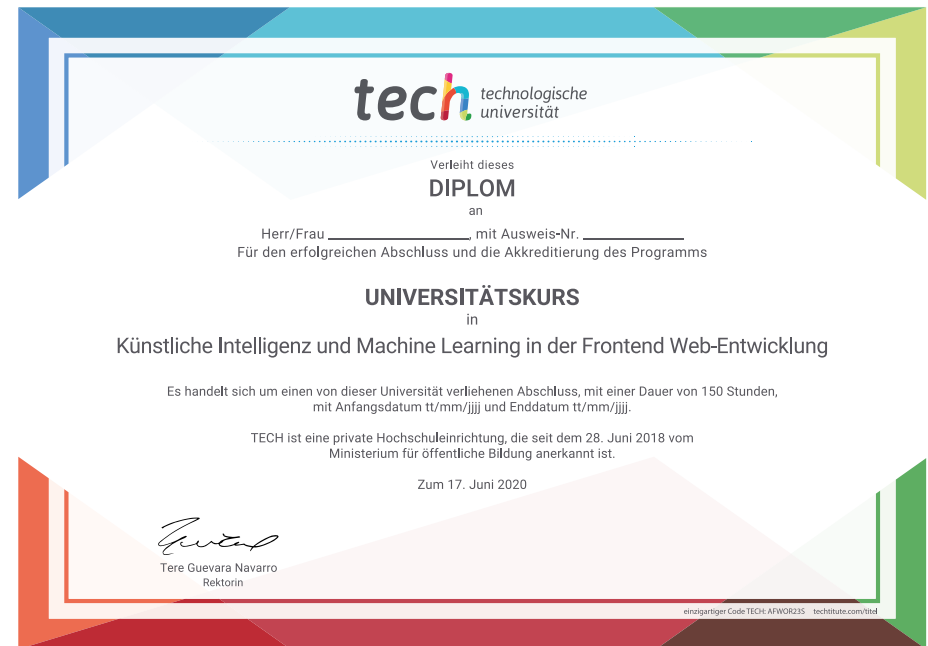 tech technologische
universität
Verleiht dieses
DIPLOM
an
Herr/Frau ____________, mit Ausweis-Nr. ____________
Für den erfolgreichen Abschluss und die Akkreditierung des Programms
UNIVERSITÄTSKURS
in
Künstliche Intelligenz und Machine Learning in der Frontend Web-Entwicklung
Es handelt sich um einen von dieser Universität verliehenen Abschluss, mit einer Dauer von 150 Stunden,
mit Anfangsdatum tt/mm/jjjj und Enddatum tt/mm/jjjj.
TECH ist eine private Hochschuleinrichtung, die seit dem 28. Juni 2018 vom
Ministerium für öffentliche Bildung anerkannt ist.
Zum 17. Juni 2020
Tere Guevara Navarro
Rektorin
einzigartiger Code TECH: AFWOR23S techtitute.com/titel